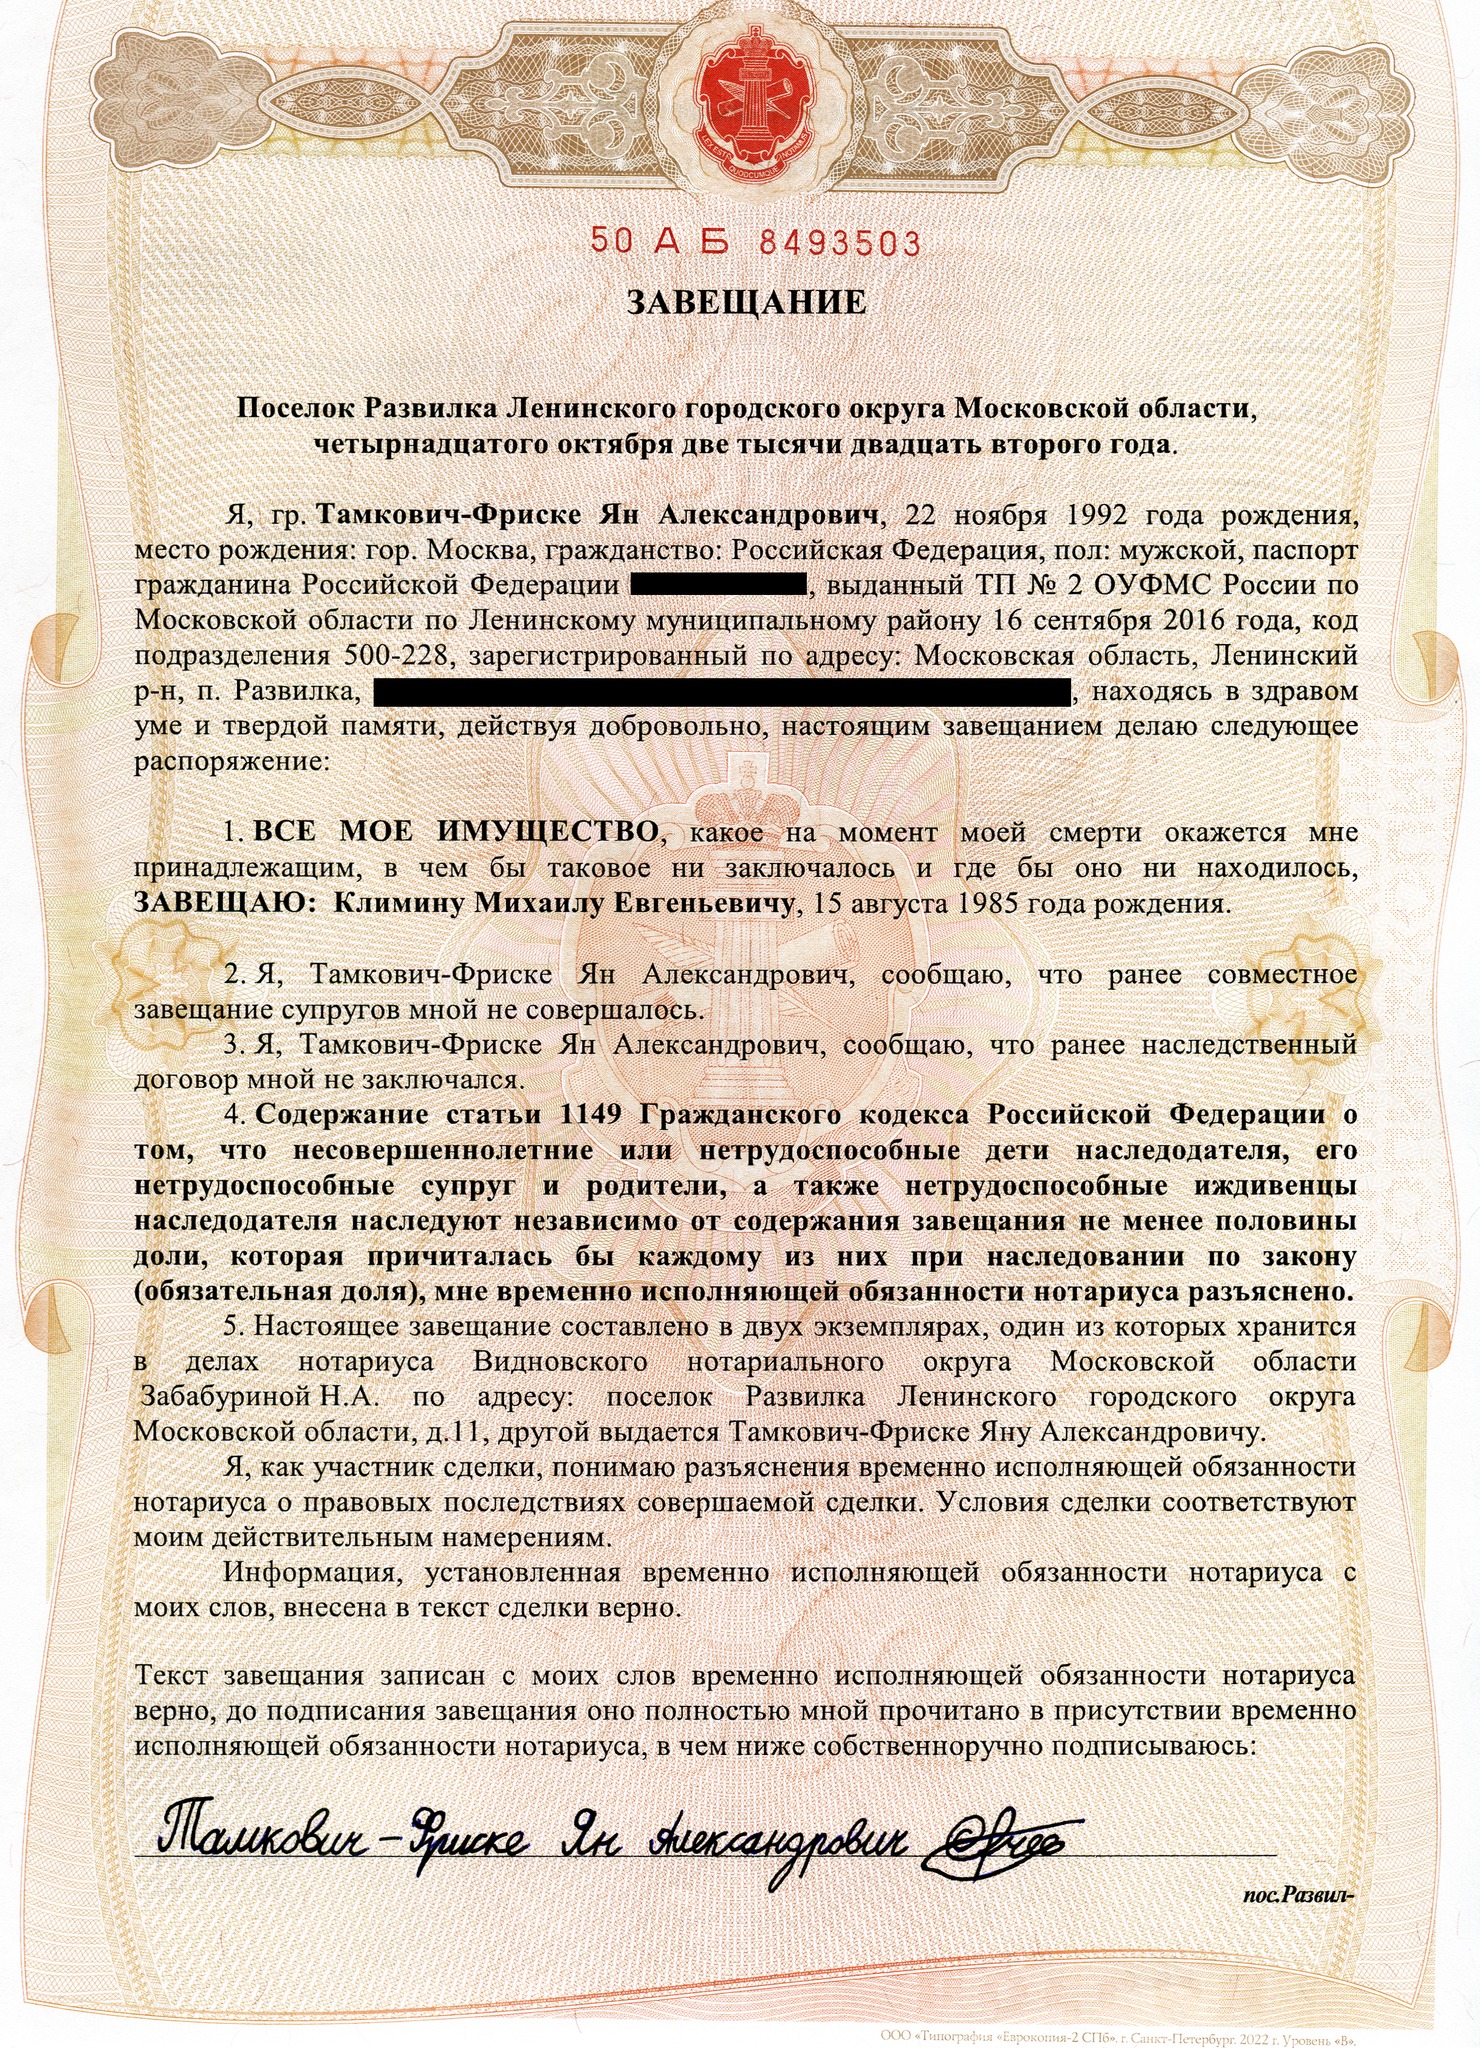 LEX EST QUODCUMQUE NOTAMUS
50 А Б 8493503
ЗАВЕЩАНИЕ
Поселок Развилка Ленинского городского округа Московской области,
четырнадцатого октября две тысячи двадцать второго года.
Я, гр. Тамкович-Фриске Ян Александрович, 22 ноября 1992 года рождения,
место рождения: гор. Москва, гражданство: Российская Федерация, пол: мужской, паспорт
гражданина Российской Федерации , выданный ТП № 2 ОУФМС России по
Московской области по Ленинскому муниципальному району 16 сентября 2016 года, код
подразделения 500-228, зарегистрированный по адресу: Московская область, Ленинский
р-н, п. Развилка, , находясь в здравом
уме и твердой памяти, действуя добровольно, настоящим завещанием делаю следующее
распоряжение:
1. ВСЕ МОЕ ИМУЩЕСТВО, какое на момент моей смерти окажется мне
принадлежащим, в чем бы таковое ни заключалось и где бы оно ни находилось,
ЗАВЕЩАЮ: Климину Михаилу Евгеньевичу, 15 августа 1985 года рождения.
2. Я, Тамкович-Фриске Ян Александрович, сообщаю, что ранее совместное
завещание супругов мной не совершалось.
3. Я, Тамкович-Фриске Ян Александрович, сообщаю, что ранее наследственный
договор мной не заключался.
4. Содержание статьи 1149 Гражданского кодекса Российской Федерации о
том, что несовершеннолетние или нетрудоспособные дети наследодателя, его
нетрудоспособные супруг и родители, а также нетрудоспособные иждивенцы
наследодателя наследуют независимо от содержания завещания не менее половины
доли, которая причиталась бы каждому из них при наследовании по закону
(обязательная доля), мне временно исполняющей обязанности нотариуса разъяснено.
5. Настоящее завещание составлено в двух экземплярах, один из которых хранится
в делах нотариуса Видновского нотариального округа Московской области
Забабуриной Н.А. по адресу: поселок Развилка Ленинского городского округа
Московской области, д.11, другой выдается Тамкович-Фриске Яну Александровичу.
Я, как участник сделки, понимаю разъяснения временно исполняющей обязанности
нотариуса о правовых последствиях совершаемой сделки. Условия сделки соответствуют
моим действительным намерениям.
Информация, установленная временно исполняющей обязанности нотариуса с
моих слов, внесена в текст сделки верно.
Текст завещания записан с моих слов временно исполняющей обязанности нотариуса
верно, до подписания завещания оно полностью мной прочитано в присутствии временно
исполняющей обязанности нотариуса, в чем ниже собственноручно подписываюсь:
Тамкович-Фриске Ян Александрович
пос.Развил-
ООО «Типография «Еврокопия-2 СПб». г. Санкт-Петербург. 2022 г. Уровень «В».